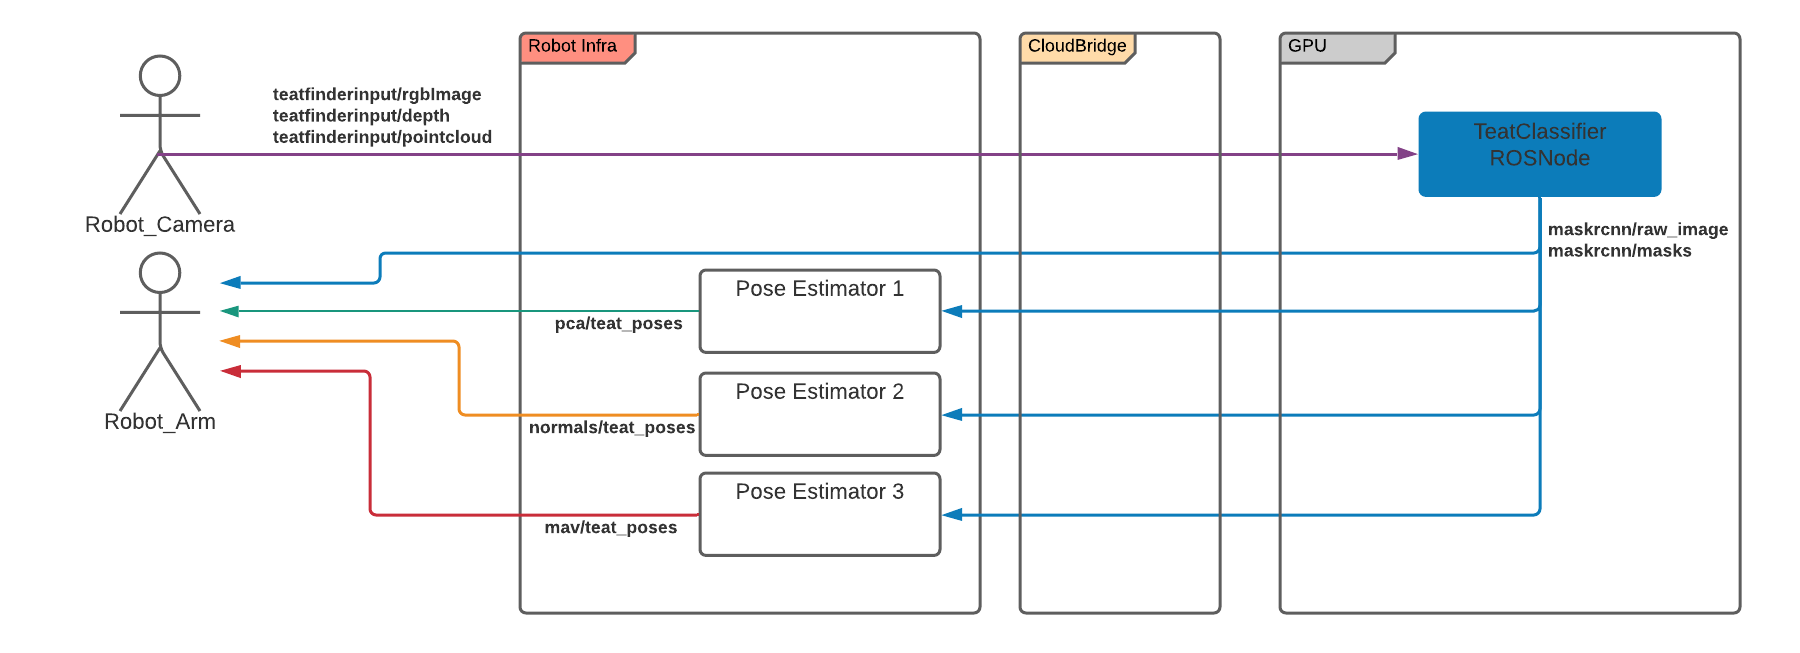 Robot Infra
CloudBridge
GPU
teatfinderinput/rgbImage
teatfinderinput/depth
teatfinderinput/pointcloud
TeatClassifier
ROSNode
Robot_Camera
maskrcnn/raw_image
maskrcnn/masks
Pose Estimator 1
pca/teat_poses
Pose Estimator 2
Robot_Arm
normals/teat_poses
Pose Estimator 3
mav/teat_poses